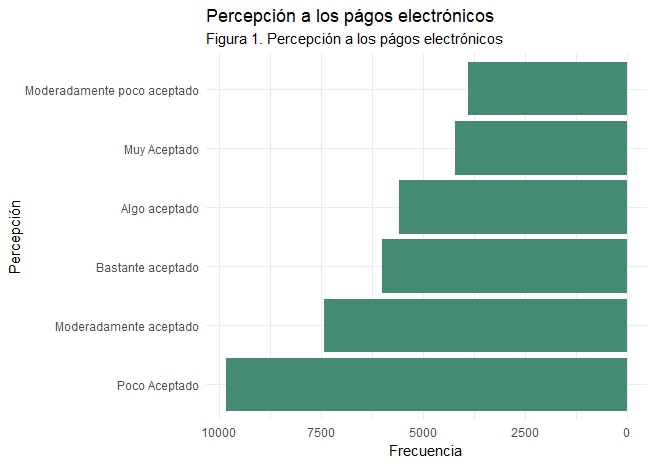 Percepción a los págos electrónicos
Figura 1. Percepción a los págos electrónicos
Moderadamente poco aceptado
Muy Aceptado
Algo aceptado
Bastante aceptado
Moderadamente aceptado
Poco Aceptado
Percepción
10000 7500 5000 2500 0
Frecuencia